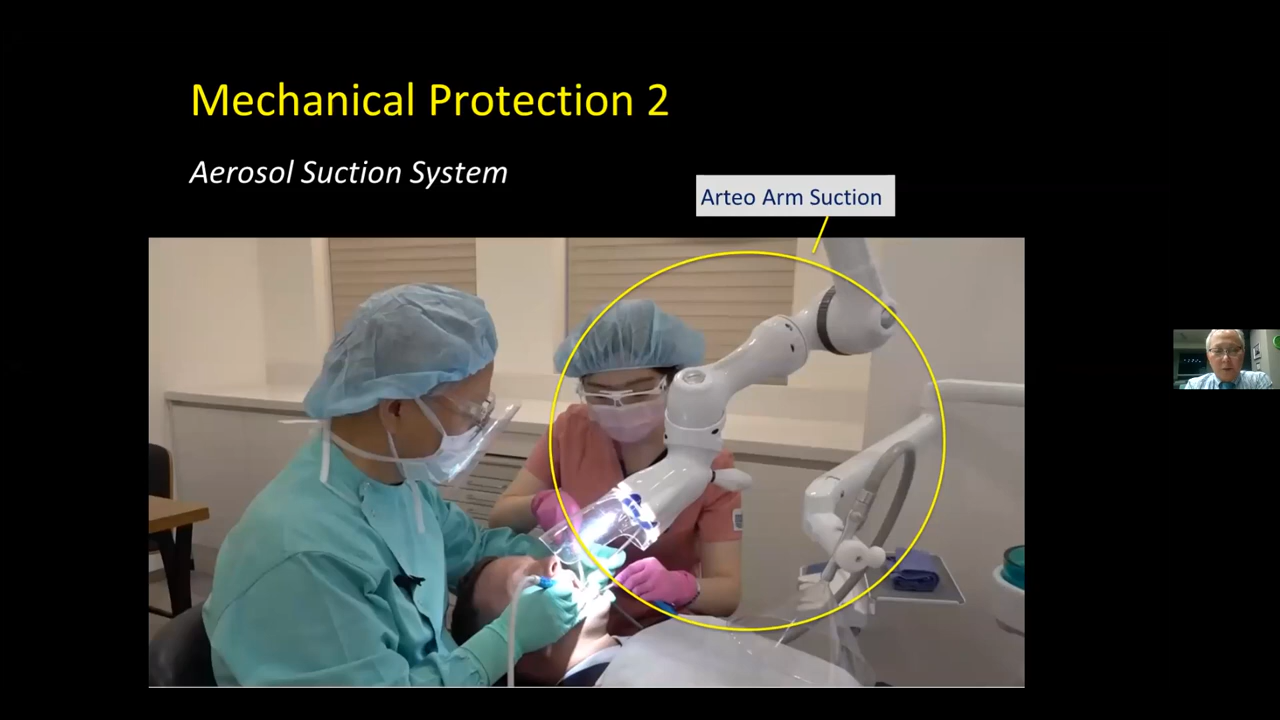 Mechanical Protection 2
Aerosol Suction System
Arteo Arm Suction